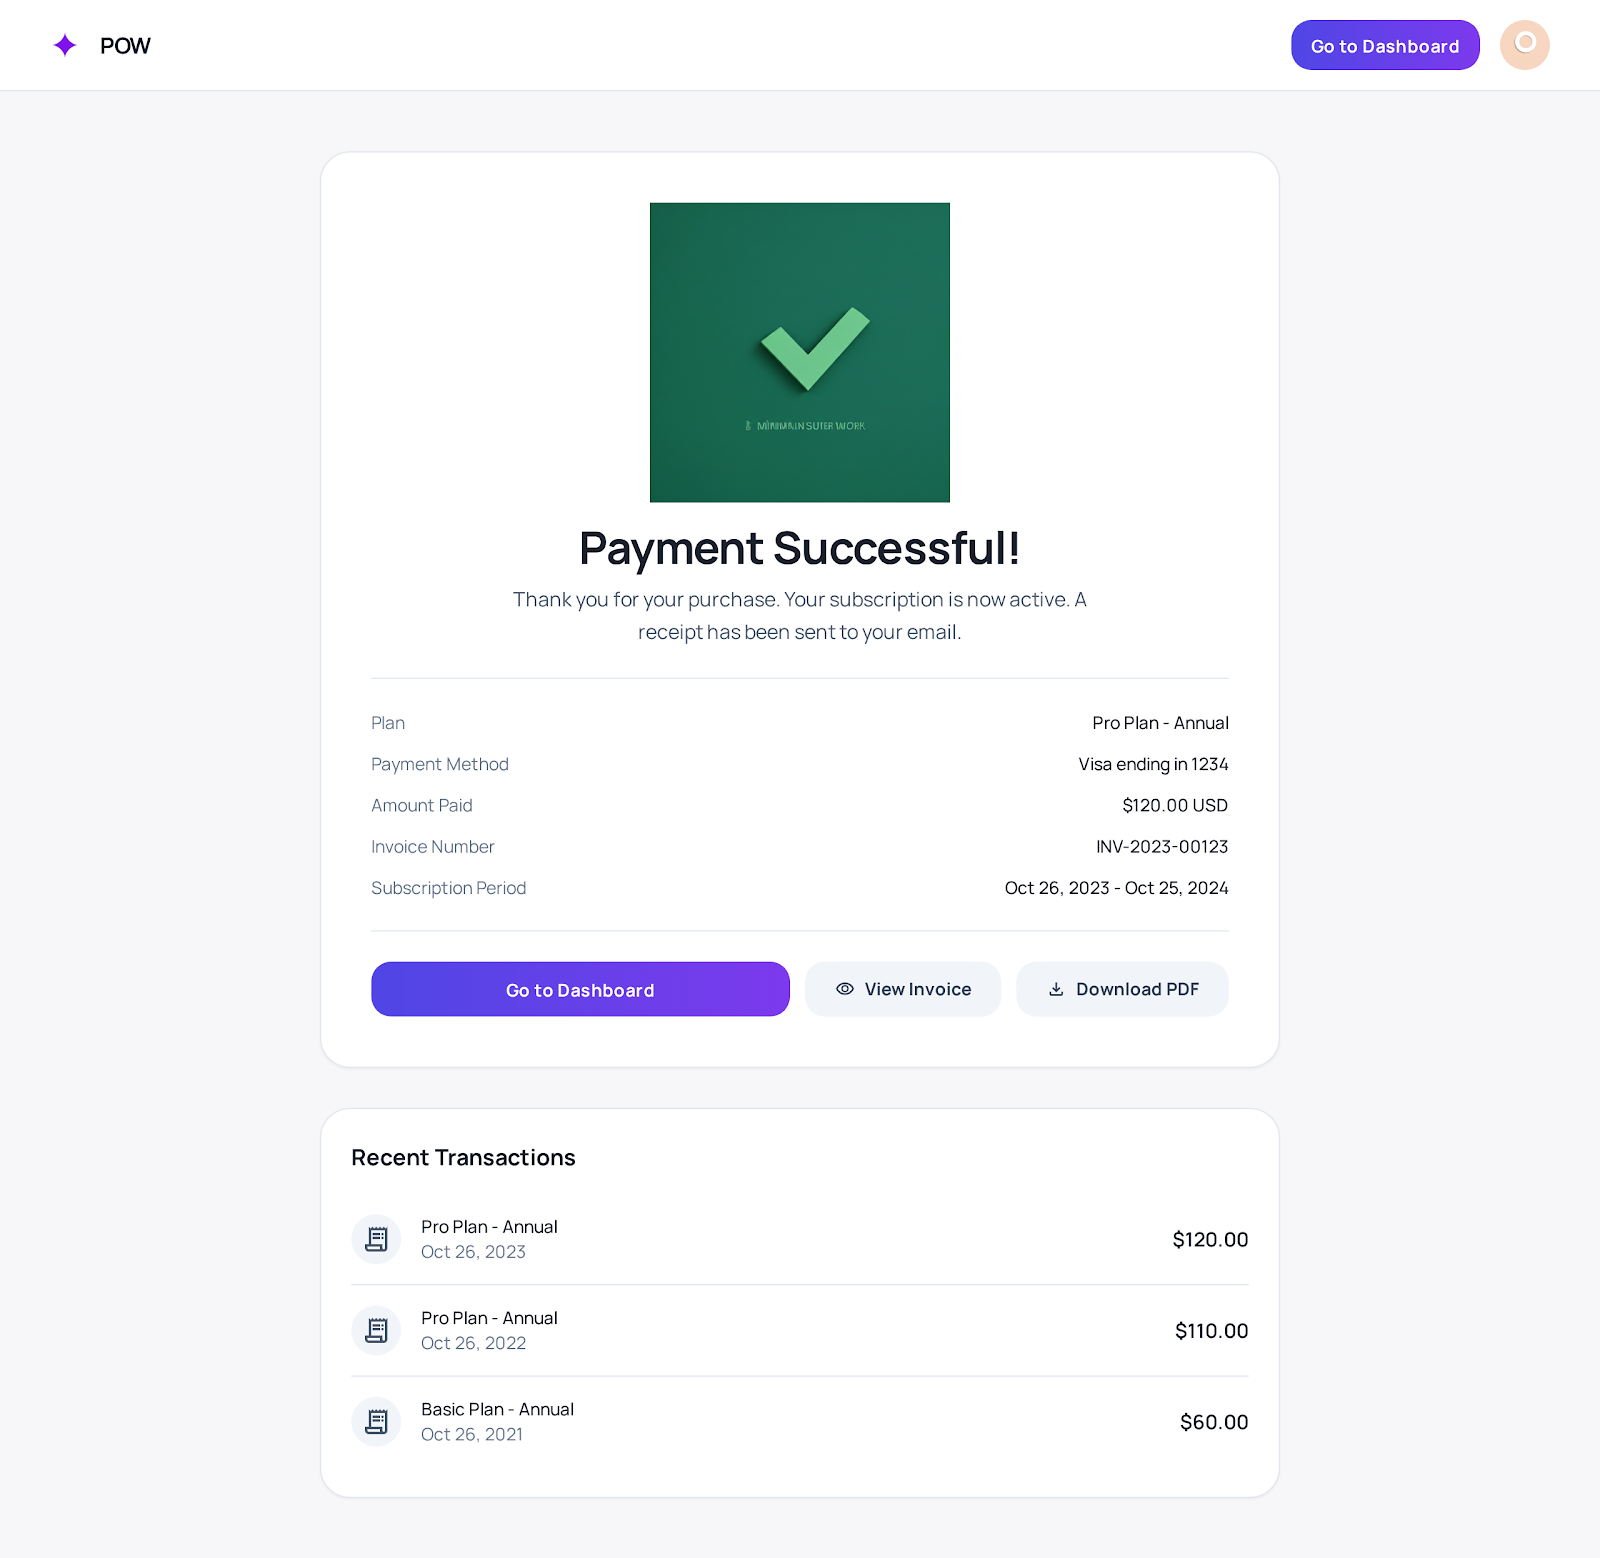 POW
Go to Dashboard
Payment Successful!
Thank you for your purchase. Your subscription is now active. A
receipt has been sent to your email.
Plan
Pro Plan - Annual
Payment Method
Visa ending in 1234
Amount Paid
$120.00 USD
Invoice Number
INV-2023-00123
Subscription Period
Oct 26, 2023 - Oct 25, 2024
Go to Dashboard
View Invoice
Download PDF
Recent Transactions
Pro Plan - Annual
Oct 26, 2023
$120.00
Pro Plan - Annual
Oct 26, 2022
$110.00
Basic Plan - Annual
Oct 26, 2021
$60.00